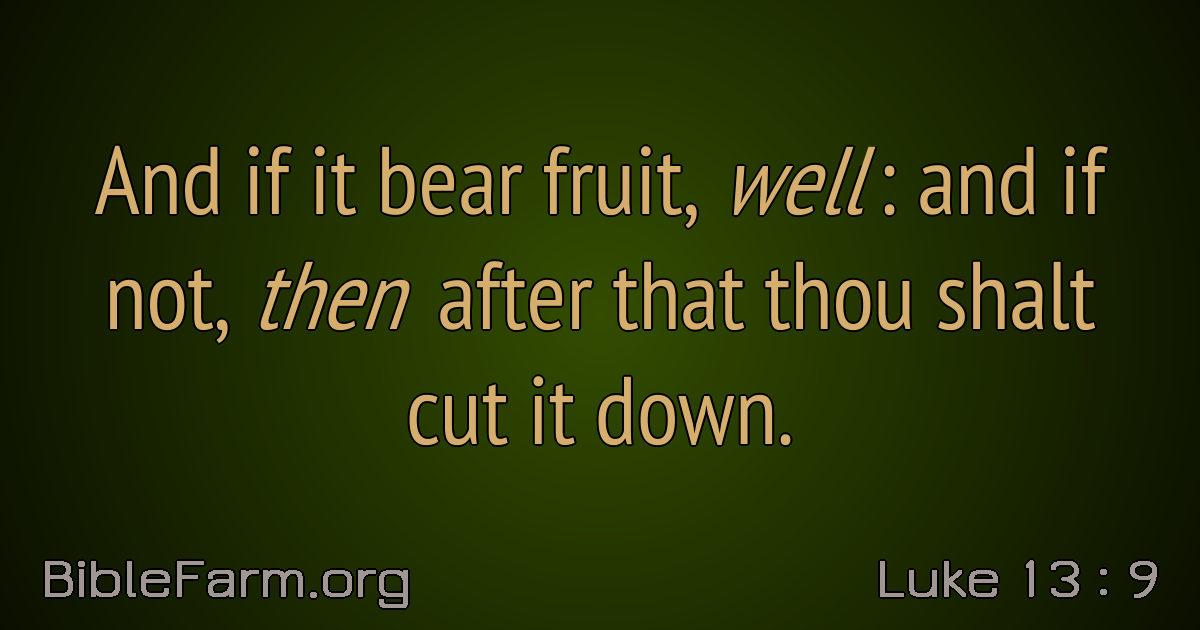 And if it bear fruit, well: and if
not, then after that thou shalt
cut it down.
BibleFarm.org
Luke 13 : 9